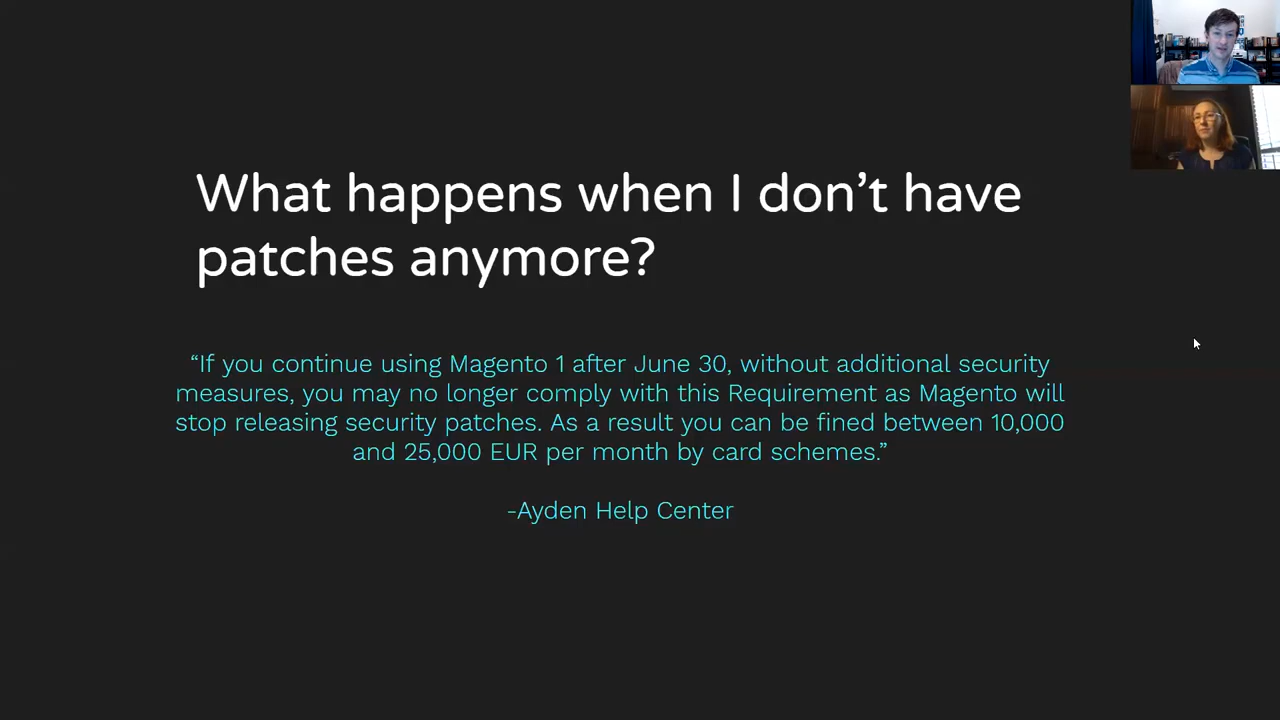 What happens when I don’t have
patches anymore?
“If you continue using Magento 1 after June 30, without additional security
measures, you may no longer comply with this Requirement as Magento will
stop releasing security patches. As a result you can be fined between 10,000
and 25,000 EUR per month by card schemes.”
-Ayden Help Center